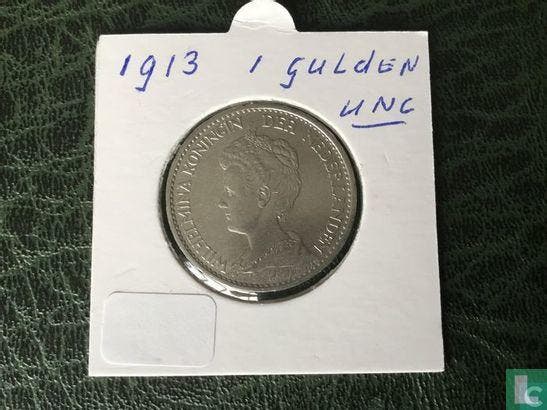 1913 1 GULDEN
UNC
WILHELMINA KONINGIN DER NEDERLANDEN
C